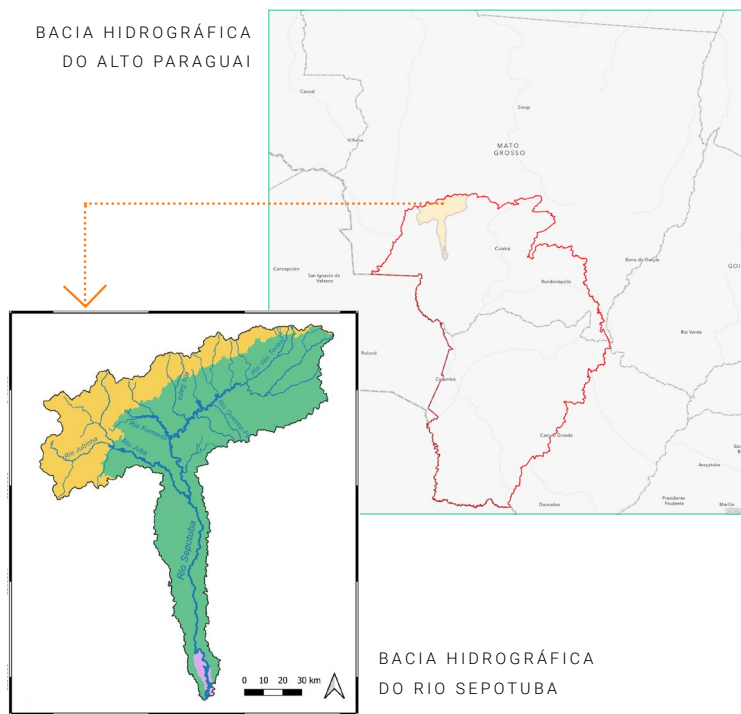 BACIA HIDROGRÁFICA
DO ALTO PARAGUAI
Cacoal
Sinop
Vilhena
MATO
GROSSO
Cuiabá
Barra do Garças
Concepción
San Ignacio de
Velasco
Rondonópolis
Rio Verde
Roboré
Corumbá
Campo Grande
Araçatuba
Presidente
Prudente
Dourados
Marília
Rio Formoso
Rio Juba
Rio Jubinha
Rio Sepotuba
0 10 20 30 km
BACIA HIDROGRÁFICA
DO RIO SEPOTUBA